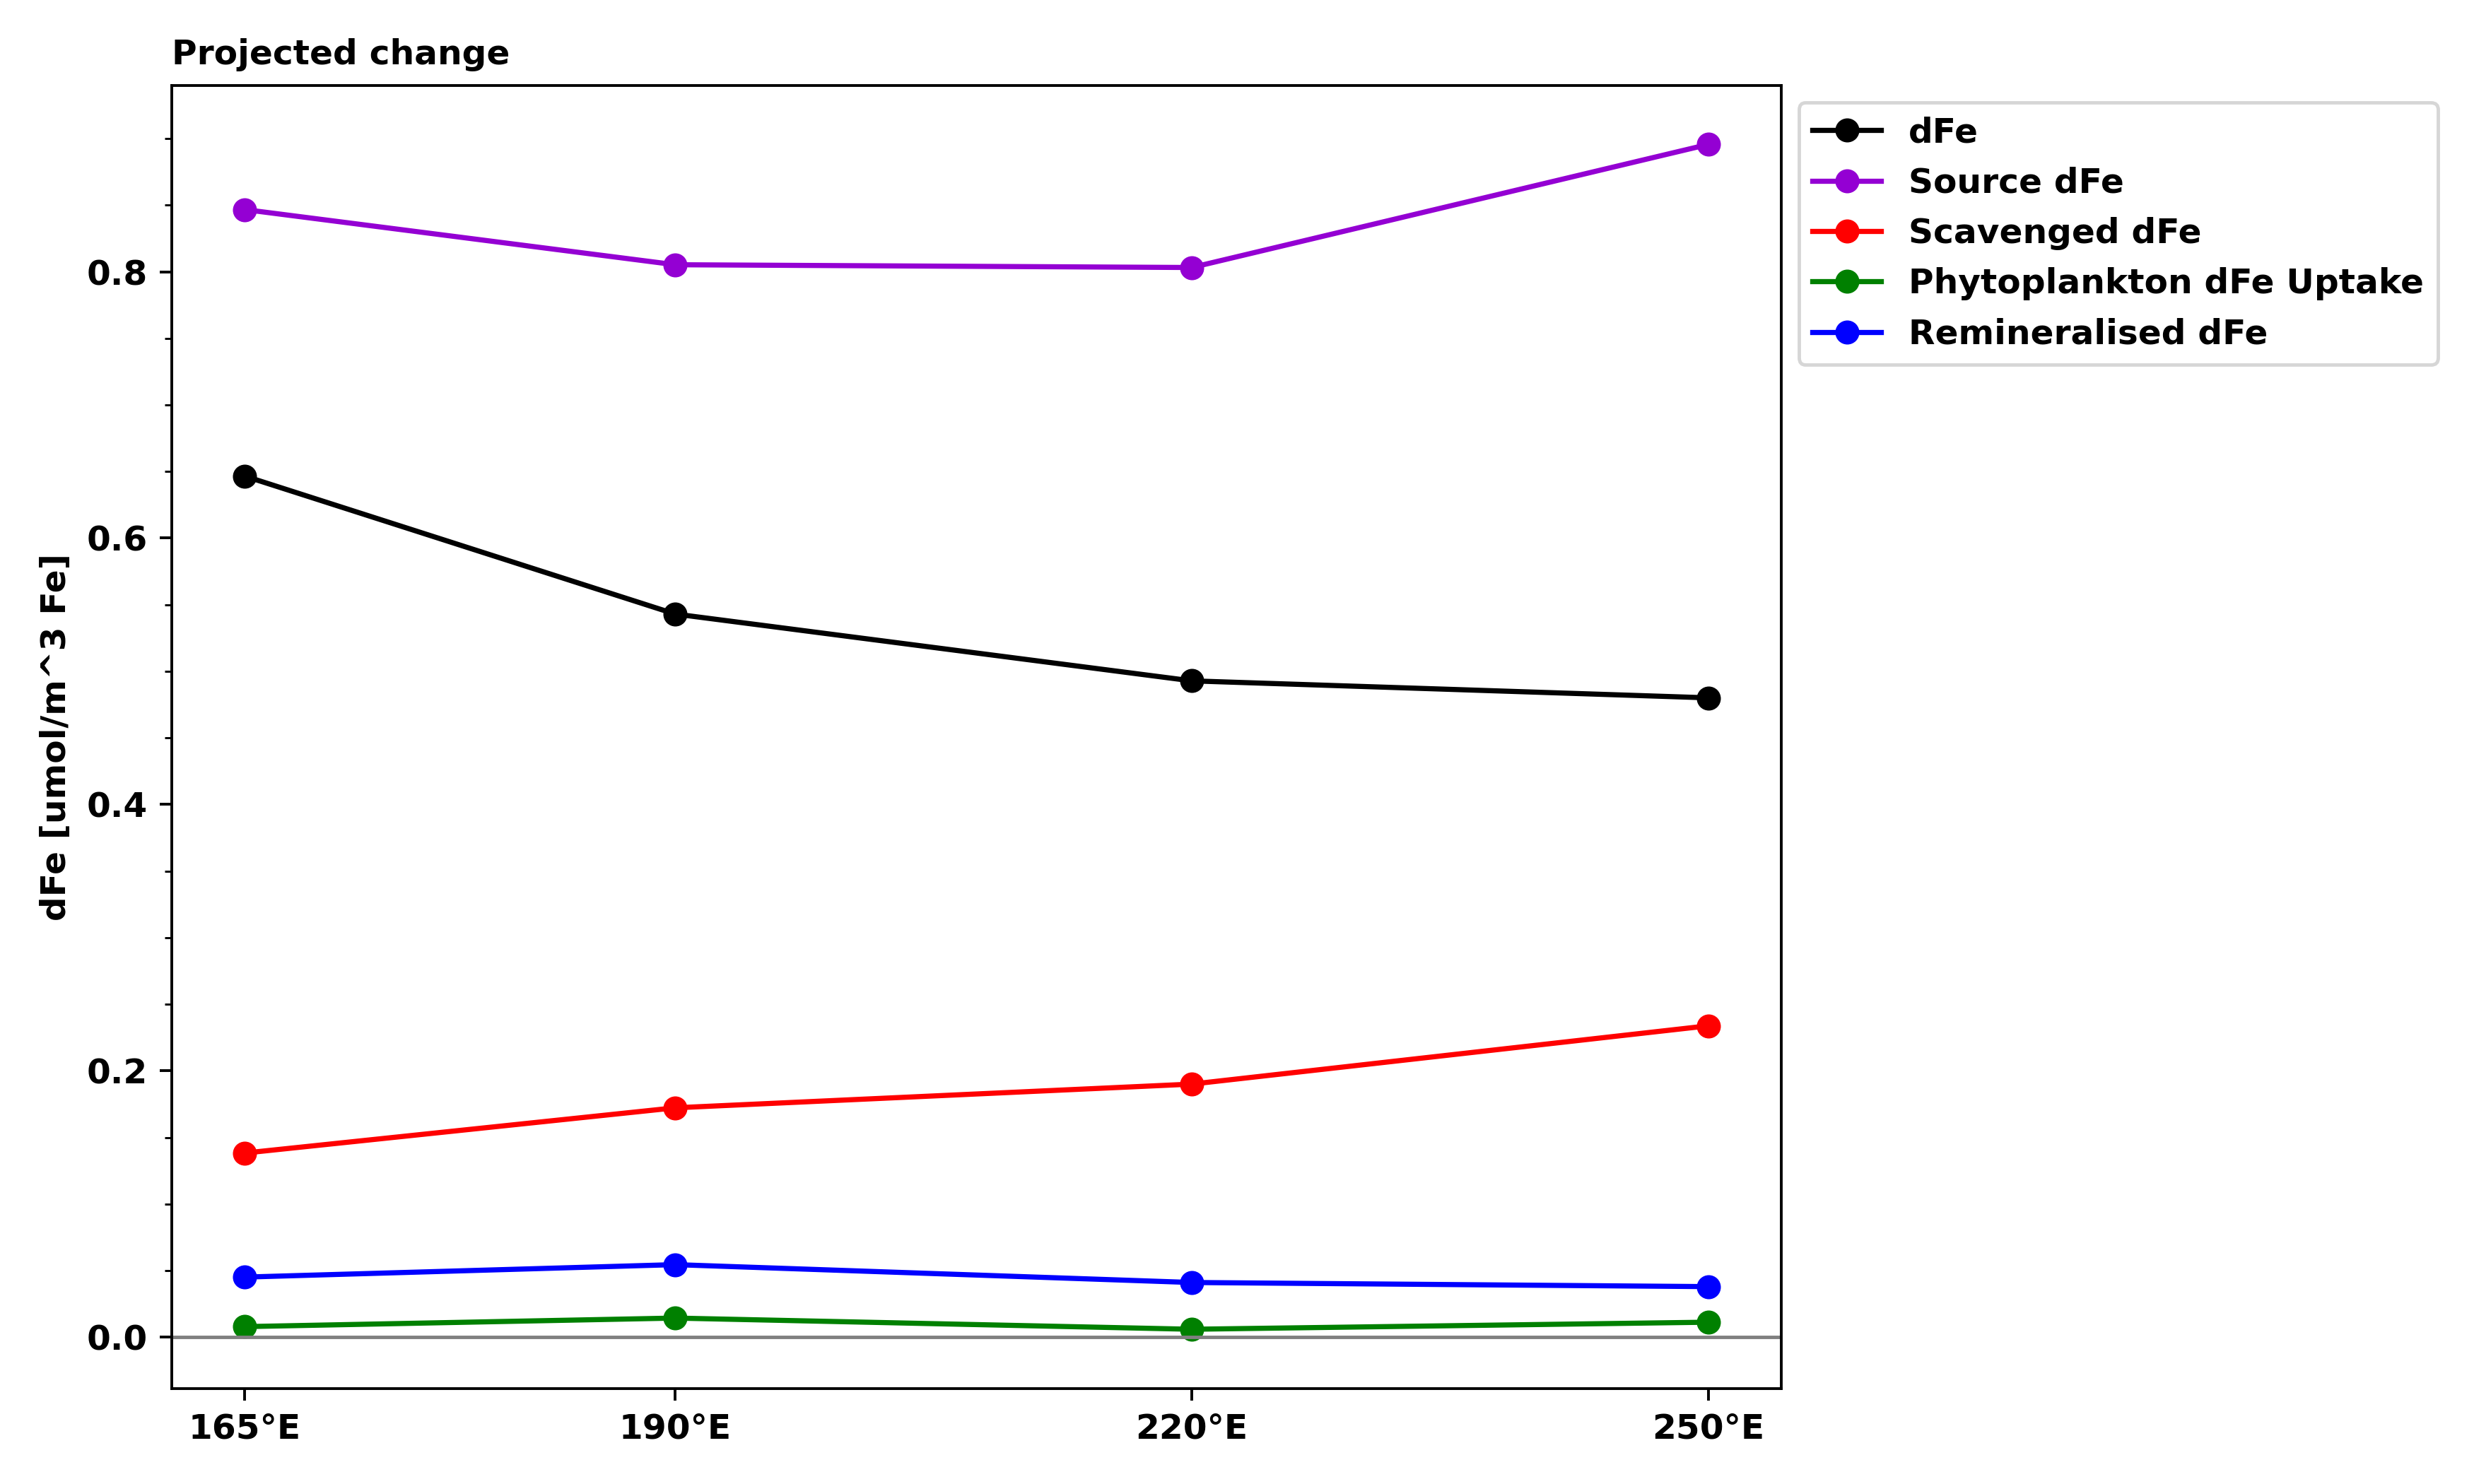 Projected change
dFe
Source dFe
Scavenged dFe
Phytoplankton dFe Uptake
Remineralised dFe
dFe [umol/m^3 Fe]
0.8
0.6
0.4
0.2
0.0
165°E 190°E 220°E 250°E